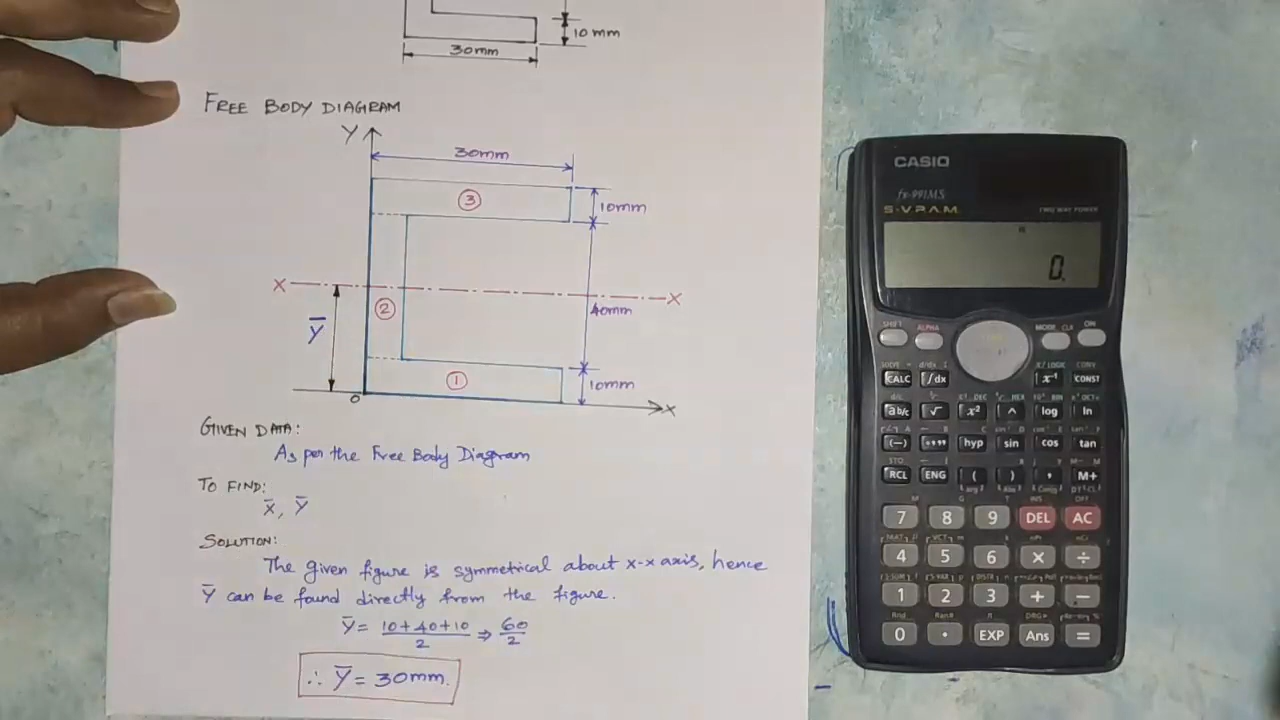 10 mm
30mm
FREE BODY DIAGRAM
Y
30mm
3
10mm
X
X
2
40mm
Y̅
1
10mm
O
X
GIVEN DATA:
As per the Free Body Diagram
TO FIND:
X̅, Y̅
SOLUTION:
The given figure is symmetrical about x-x axis, hence
Y̅ can be found directly from the figure.
Y̅ = 10+40+10 / 2 ⇒ 60 / 2
∴ Y̅ = 30mm.
CASIO
fx-991MS
S-V.P.A.M.
TWO WAY POWER
0.
SHIFT ALPHA MODE CLR ON
CALC ∫dx x⁻¹ CONST
ab/c √ x² ^ log ln
(−) °,,, hyp sin cos tan
RCL ENG ( ) , M+
7 8 9 DEL AC
4 5 6 × ÷
1 2 3 + −
0 • EXP Ans =